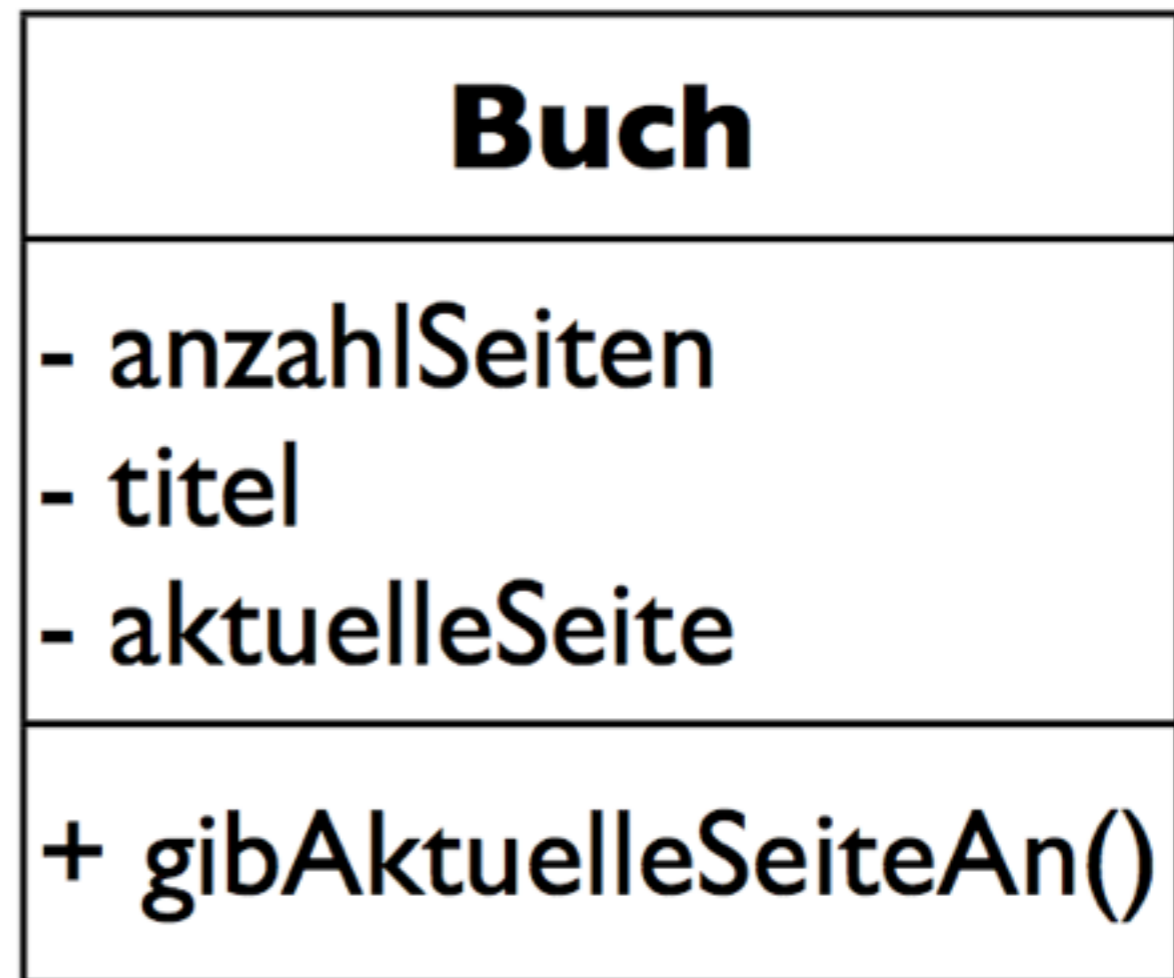 Buch
- anzahlSeiten
- titel
- aktuelleSeite
+ gibAktuelleSeiteAn()